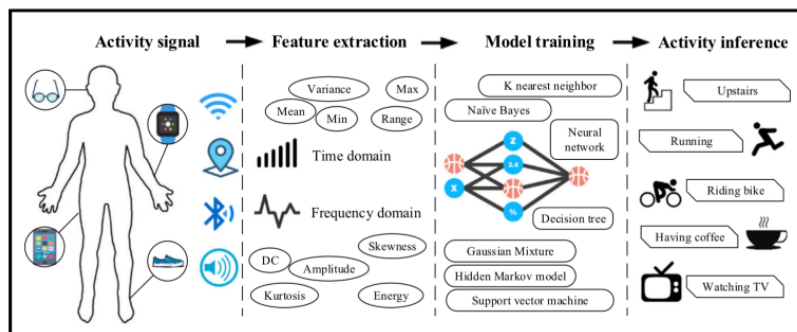 Activity signal
Feature extraction
Model training
Activity inference
Variance
Max
Mean
Min
Range
Time domain
Frequency domain
Skewness
DC
Amplitude
Kurtosis
Energy
K nearest neighbor
Naïve Bayes
Neural
network
Z
3.4
X
%
Decision tree
Gaussian Mixture
Hidden Markov model
Support vector machine
Upstairs
Running
Riding bike
Having coffee
Watching TV